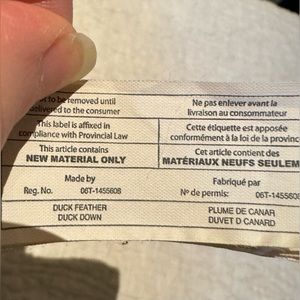 to be removed until
delivered to the consumer
Ne pas enlever avant la
livraison au consommateur
This label is affixed in
compliance with Provincial Law
Cette étiquette est apposée
conformément à la loi de la provinc
This article contains
NEW MATERIAL ONLY
Cet article contient des
MATÉRIAUX NEUFS SEULEM
Made by
Reg. No. 06T-1455608
Fabriqué par
Nº de permis: 06T-145560
DUCK FEATHER
DUCK DOWN
PLUME DE CANAR
DUVET D CANARD